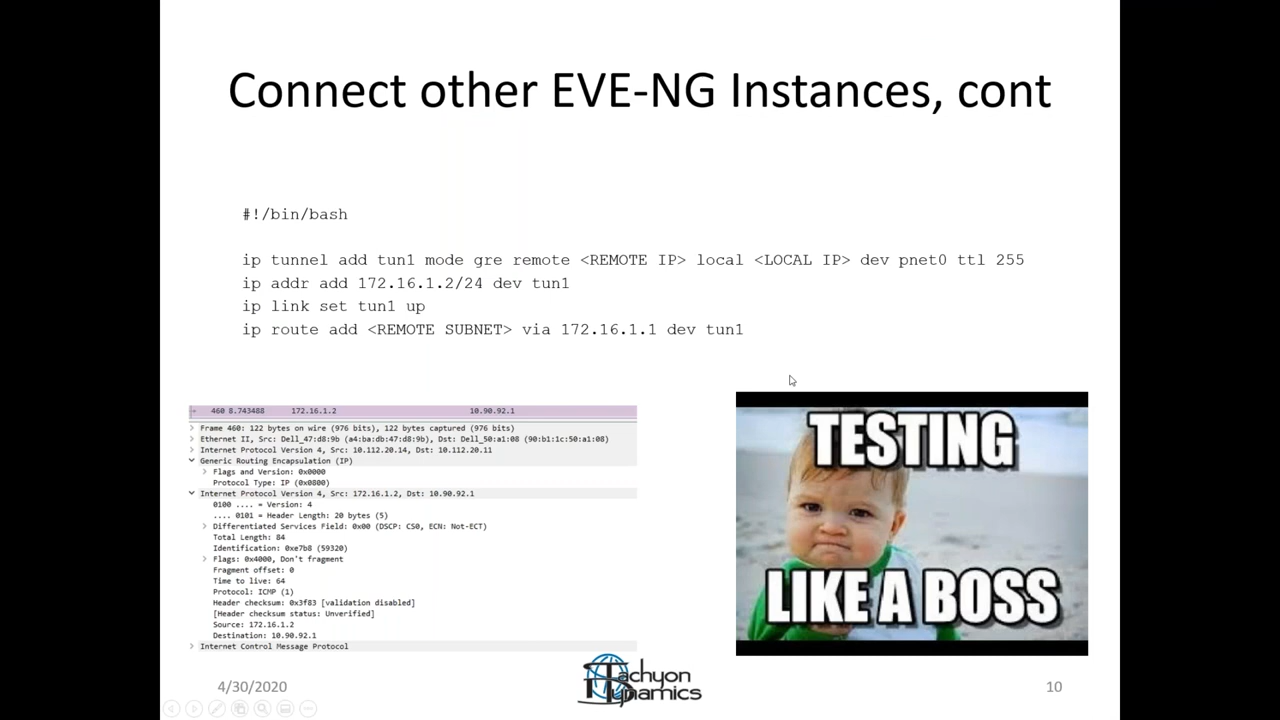 Connect other EVE-NG Instances, cont
#!/bin/bash
ip tunnel add tun1 mode gre remote <REMOTE IP> local <LOCAL IP> dev pnet0 ttl 255
ip addr add 172.16.1.2/24 dev tun1
ip link set tun1 up
ip route add <REMOTE SUBNET> via 172.16.1.1 dev tun1
460 8.743488 172.16.1.2 10.90.92.1
Frame 460: 122 bytes on wire (976 bits), 122 bytes captured (976 bits)
Ethernet II, Src: Dell_47:d8:9b (a4:ba:db:47:d8:9b), Dst: Dell_50:a1:08 (90:b1:1c:50:a1:08)
Internet Protocol Version 4, Src: 10.112.20.14, Dst: 10.112.20.11
Generic Routing Encapsulation (IP)
Flags and Version: 0x0000
Protocol Type: IP (0x0800)
Internet Protocol Version 4, Src: 172.16.1.2, Dst: 10.90.92.1
0100 .... = Version: 4
.... 0101 = Header Length: 20 bytes (5)
Differentiated Services Field: 0x00 (DSCP: CS0, ECN: Not-ECT)
Total Length: 84
Identification: 0xe7b8 (59320)
Flags: 0x4000, Don't fragment
Fragment offset: 0
Time to live: 64
Protocol: ICMP (1)
Header checksum: 0x3f83 [validation disabled]
[Header checksum status: Unverified]
Source: 172.16.1.2
Destination: 10.90.92.1
Internet Control Message Protocol
TESTING
LIKE A BOSS
4/30/2020
Tachyon
Dynamics
10